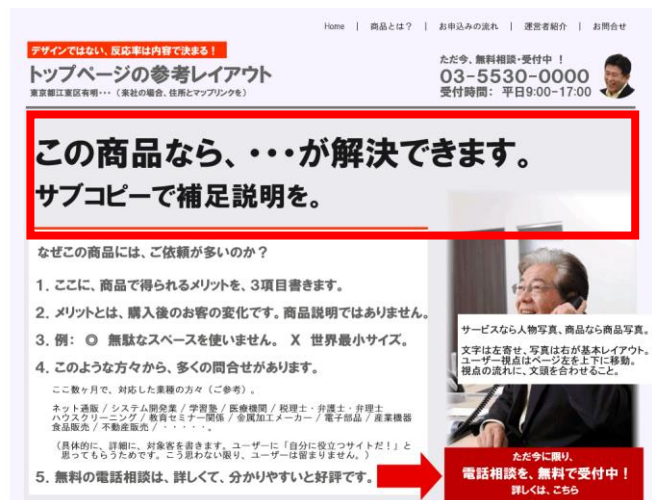 Home | 商品とは? | お申込みの流れ | 運営者紹介 | お問合せ
デザインではない、反応率は内容で決まる!
トップページの参考レイアウト
東京都江東区有明・・・(来社の場合、住所とマップリンクを)
ただ今、無料相談・受付中 !
03-5530-0000
受付時間: 平日9:00-17:00
この商品なら、・・・が解決できます。
サブコピーで補足説明を。
なぜこの商品には、ご依頼が多いのか?
1. ここに、商品で得られるメリットを、3項目書きます。
2. メリットとは、購入後のお客の変化です。商品説明ではありません。
3. 例: ◎ 無駄なスペースを使いません。 X 世界最小サイズ。
4. このような方々から、多くの問合せがあります。
ここ数ヶ月で、対応した業種の方々(ご参考)。
ネット通販 / システム開発業 / 学習塾 / 医療機関 / 税理士・弁護士・弁理士
ハウスクリーニング / 教育セミナー関係 / 金属加工メーカー / 電子部品 / 産業機器
食品販売 / 不動産販売 / ・・・・・。
(具体的に、詳細に、対象客を書きます。ユーザーに「自分に役立つサイトだ!」と
思ってもらうためです。こう思わない限り、ユーザーは留まりません。)
5. 無料の電話相談は、詳しくて、分かりやすいと好評です。
サービスなら人物写真、商品なら商品写真。
文字は左寄せ、写真は右が基本レイアウト。
ユーザー視点はページ左を上下に移動。
視点の流れに、文頭を合わせること。
ただ今に限り、
電話相談を、無料で受付中!
詳しくは、こちら